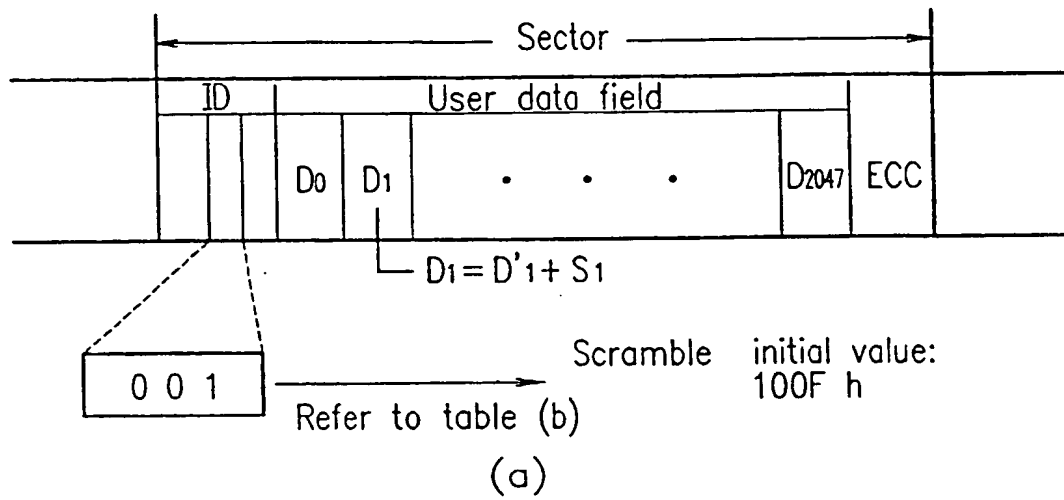 Sector
ID User data field
D0 D1 . . . D2047 ECC
D1=D'1+S1
0 0 1
Refer to table (b)
Scramble initial value:
100F h
(a)